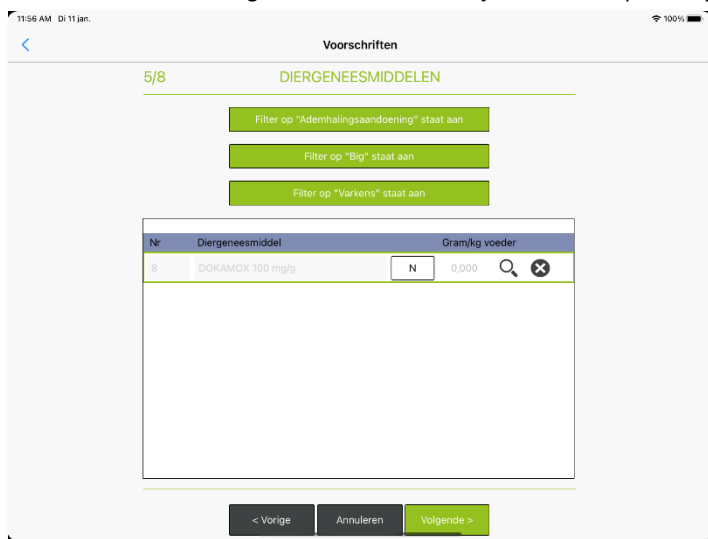 11:56 AM Di 11 jan. 100%
Voorschriften
5/8 DIERGENEESMIDDELEN
Filter op "Ademhalingsaandoening" staat aan
Filter op "Big" staat aan
Filter op "Varkens" staat aan
Nr Diergeneesmiddel Gram/kg voeder
8 DOKAMOX 100 mg/g N 0,000
< Vorige Annuleren Volgende >